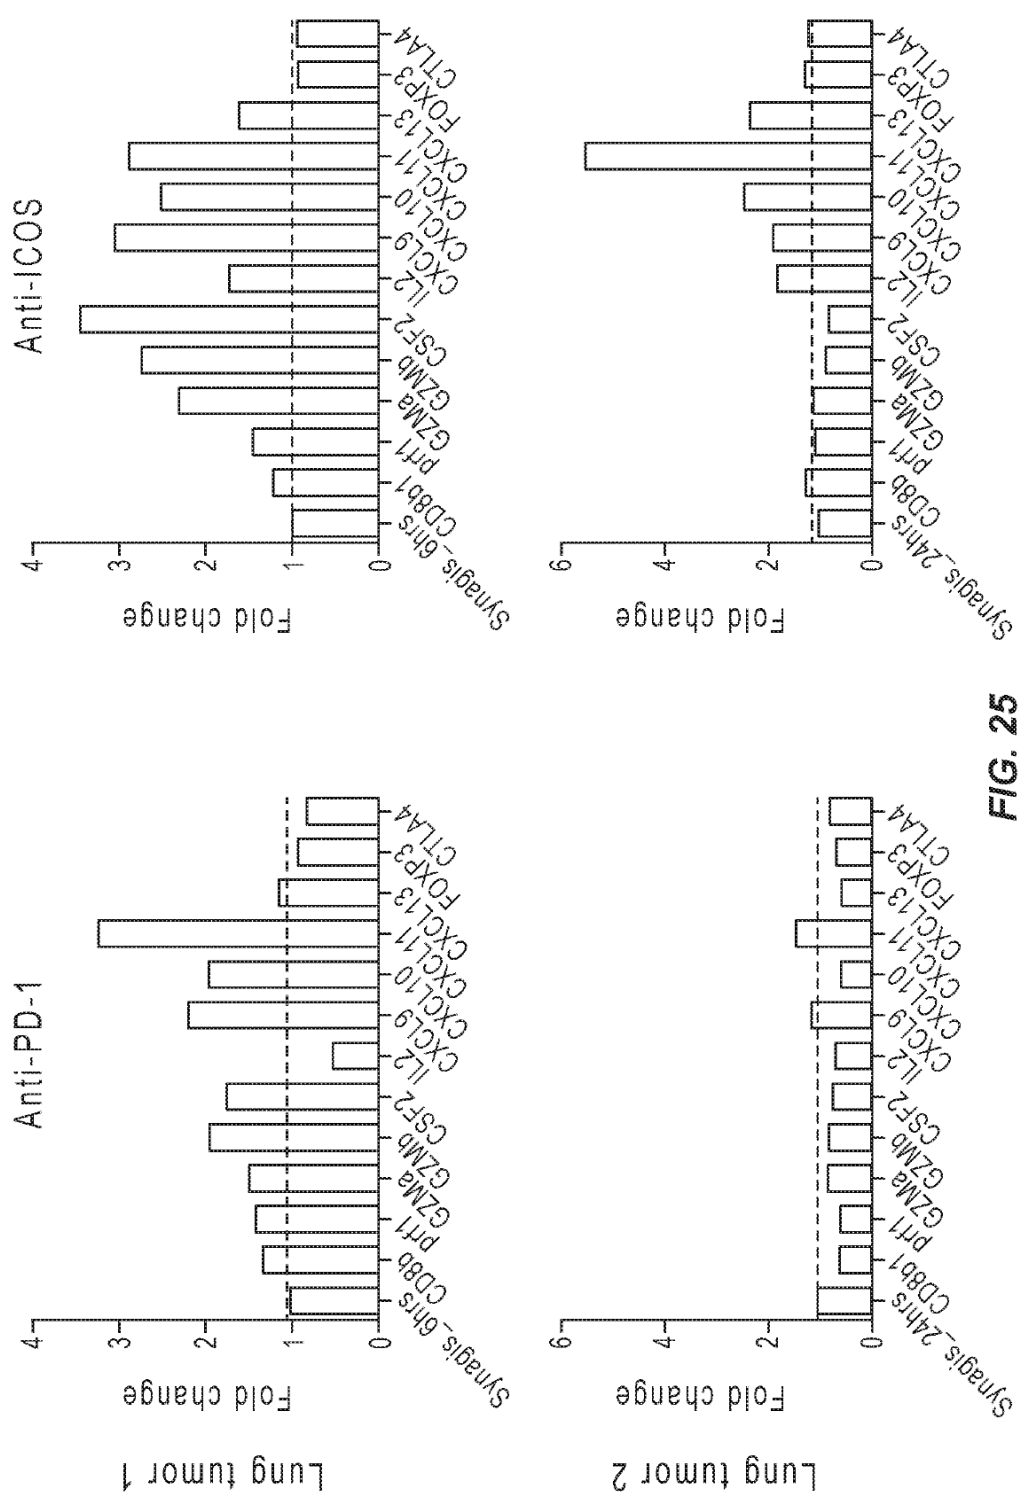 Anti-PD-1
Anti-ICOS
Lung tumor 1
Fold change
4
3
2
1
0
Synagis_6hrs
CD8b
prf1
GZMa
GZMb
CSF2
IL2
CXCL9
CXCL10
CXCL11
CXCL13
FOXP3
CTLA4
Fold change
4
3
2
1
0
Synagis_6hrs
CD8b1
prf1
GZMa
GZMb
CSF2
IL2
CXCL9
CXCL10
CXCL11
CXCL13
FOXP3
CTLA4
Lung tumor 2
Fold change
6
4
2
0
Synagis_24hrs
CD8b1
prf1
GZMa
GZMb
CSF2
IL2
CXCL9
CXCL10
CXCL11
CXCL13
FOXP3
CTLA4
Fold change
6
4
2
0
Synagis_24hrs
CD8b
prf1
GZMa
GZMb
CSF2
IL2
CXCL9
CXCL10
CXCL11
CXCL13
FOXP3
CTLA4
FIG. 25